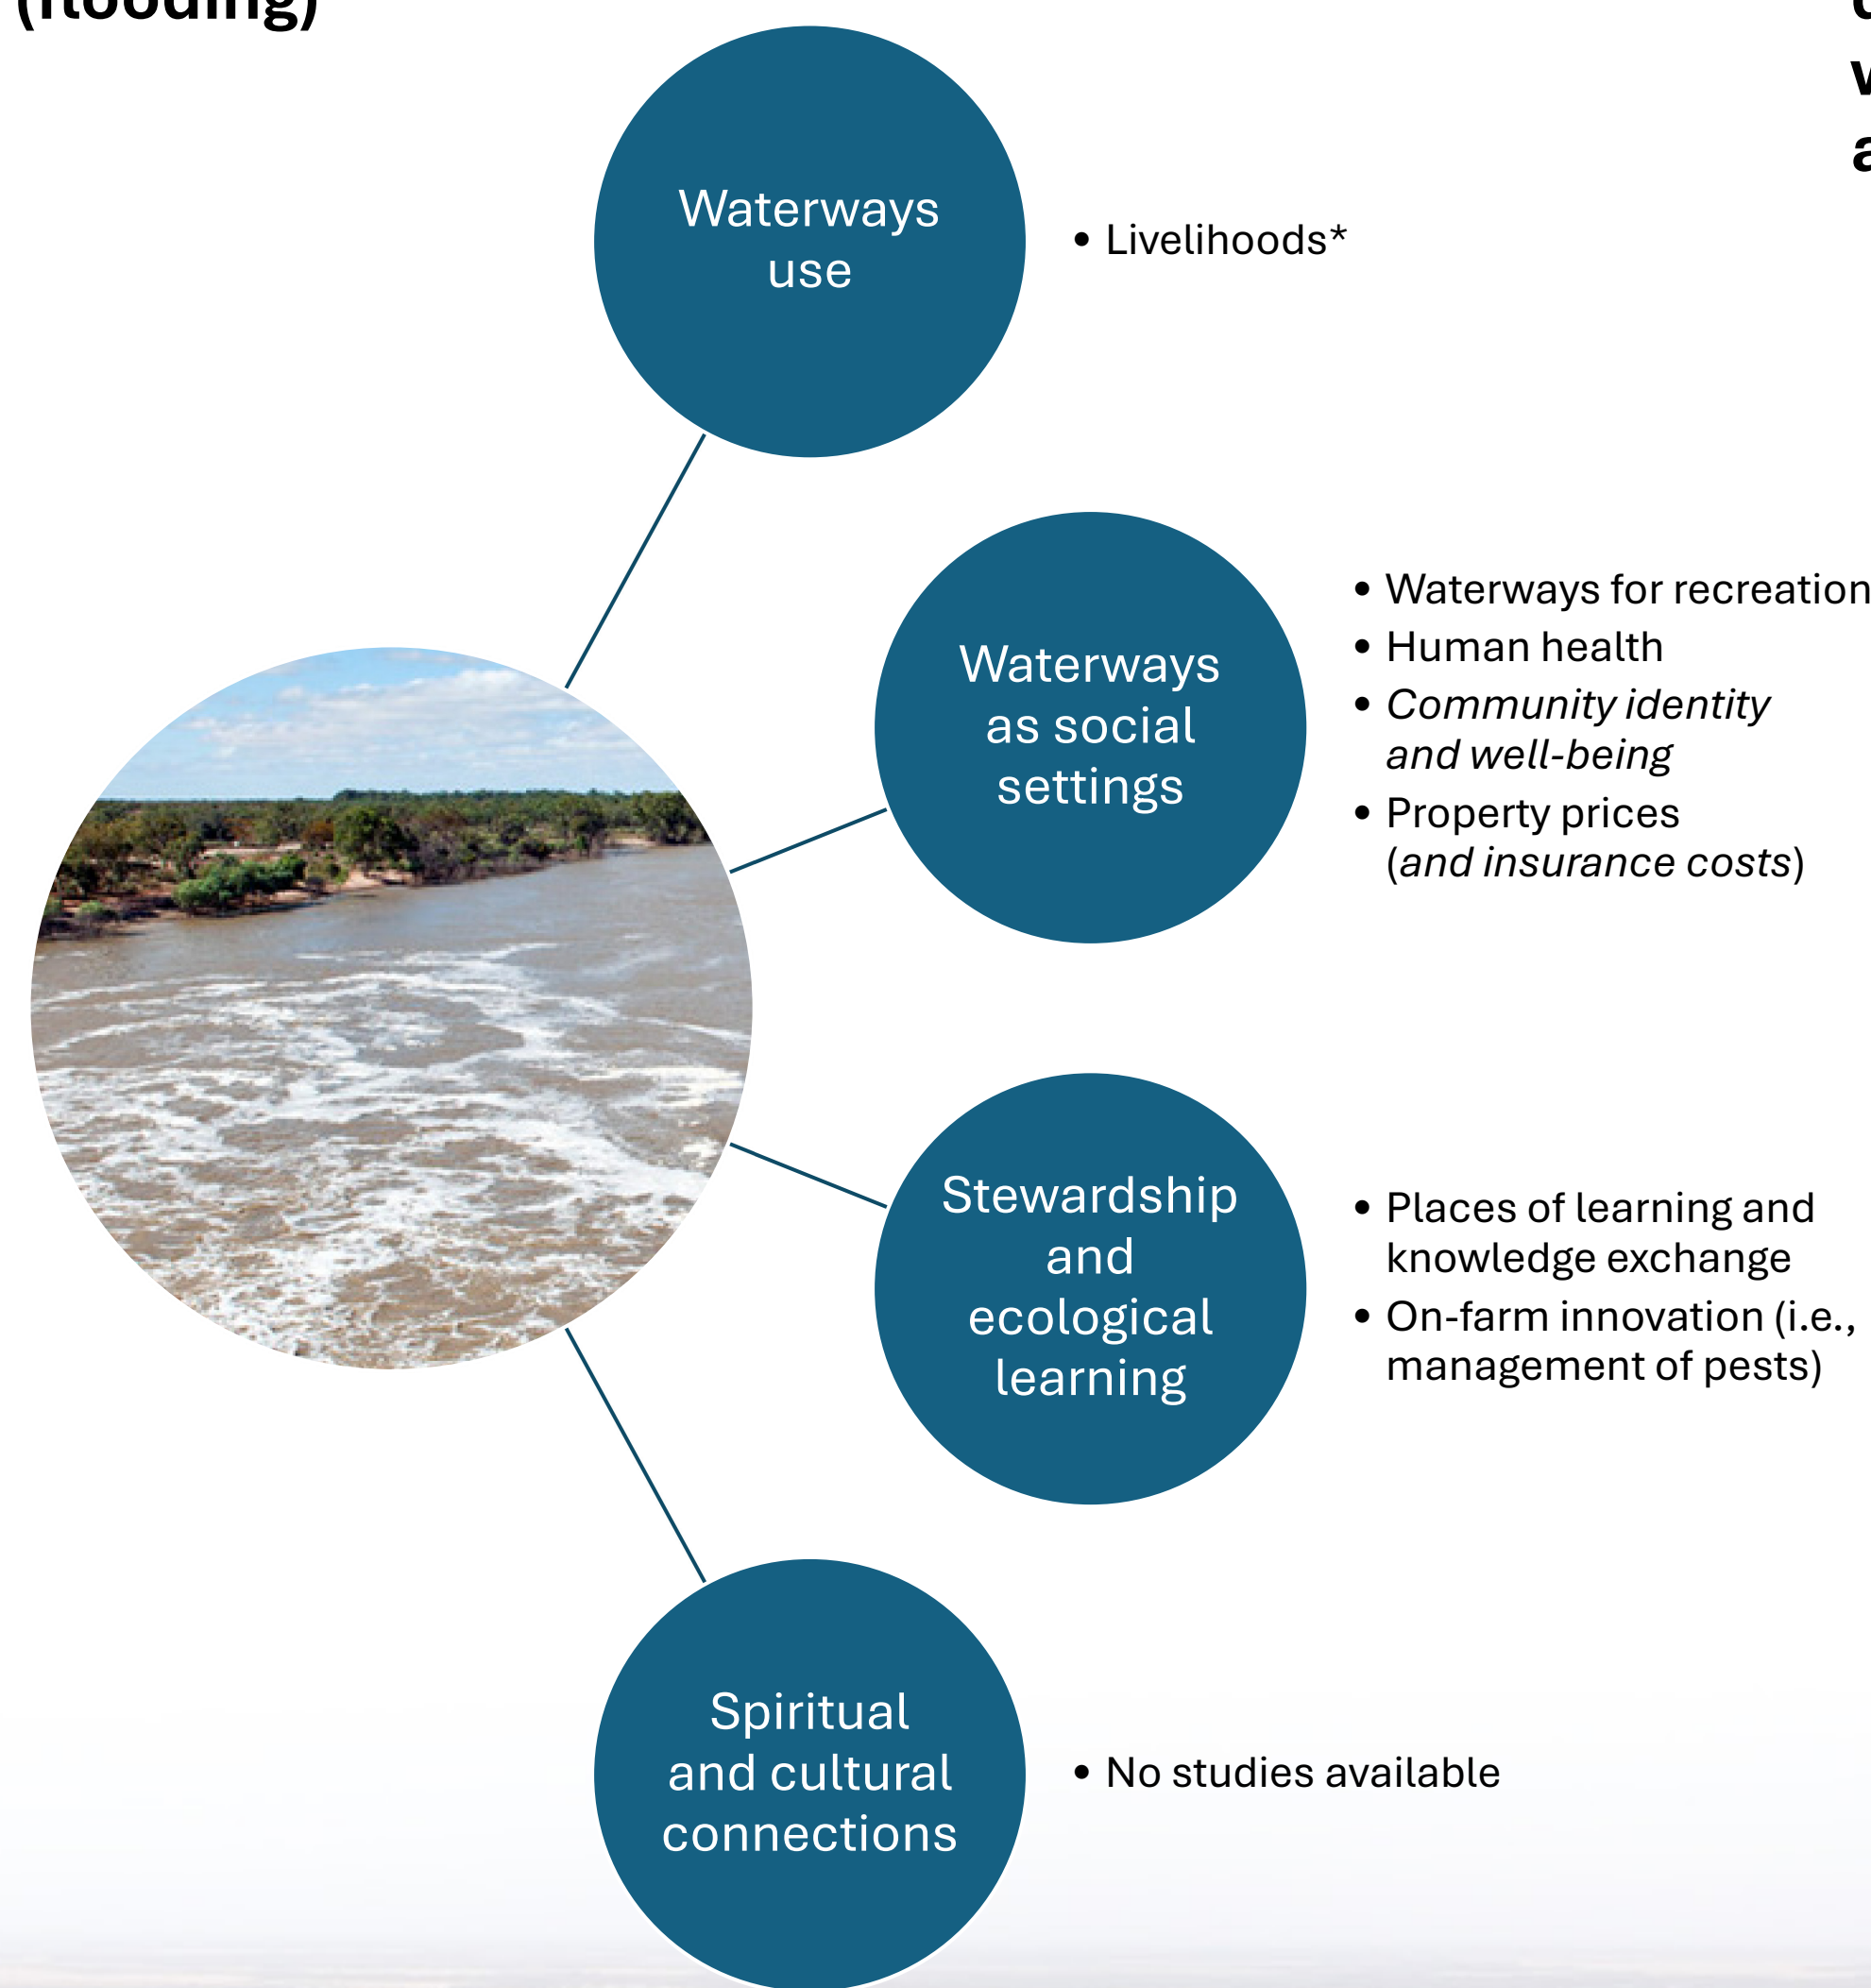 (flooding)
Waterways
use
• Livelihoods*
Waterways
as social
settings
• Waterways for recreation
• Human health
• Community identity
and well-being
• Property prices
(and insurance costs)
Stewardship
and
ecological
learning
• Places of learning and
knowledge exchange
• On-farm innovation (i.e.,
management of pests)
Spiritual
and cultural
connections
• No studies available